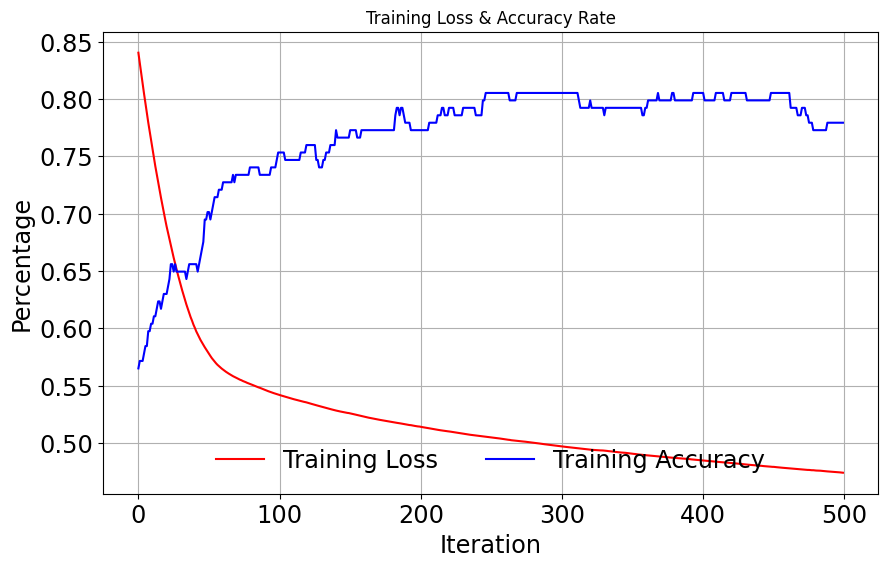 Training Loss & Accuracy Rate
0.85
0.80
0.75
0.70
0.65
0.60
0.55
0.50
Percentage
Training Loss
Training Accuracy
0
100
200
300
400
500
Iteration